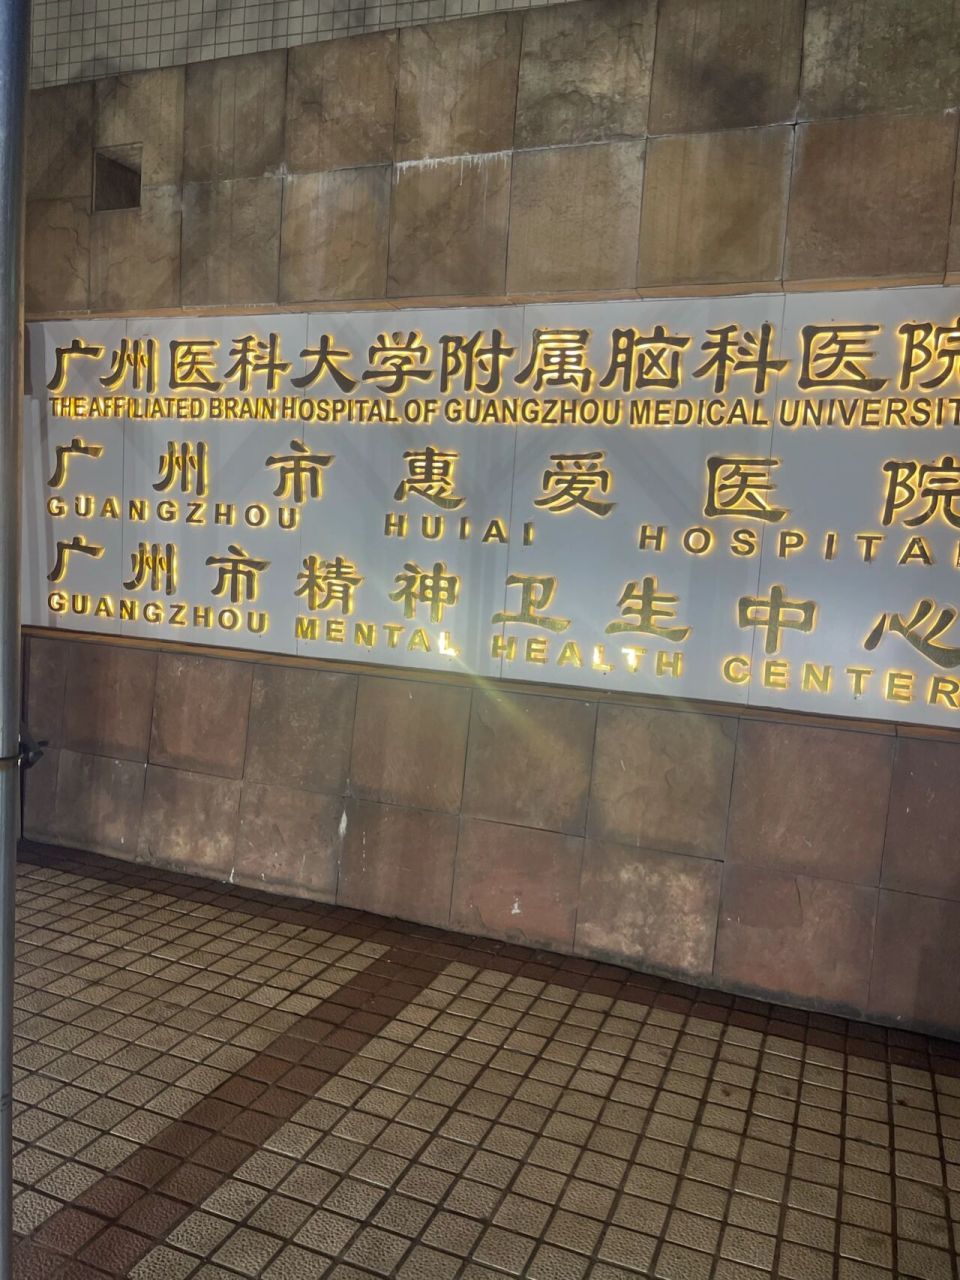 广州医科大学附属脑科医院
THE AFFILIATED BRAIN HOSPITAL OF GUANGZHOU MEDICAL UNIVERSIT
广州市惠爱医院
GUANGZHOU HUIAI HOSPITAL
广州市精神卫生中心
GUANGZHOU MENTAL HEALTH CENTER